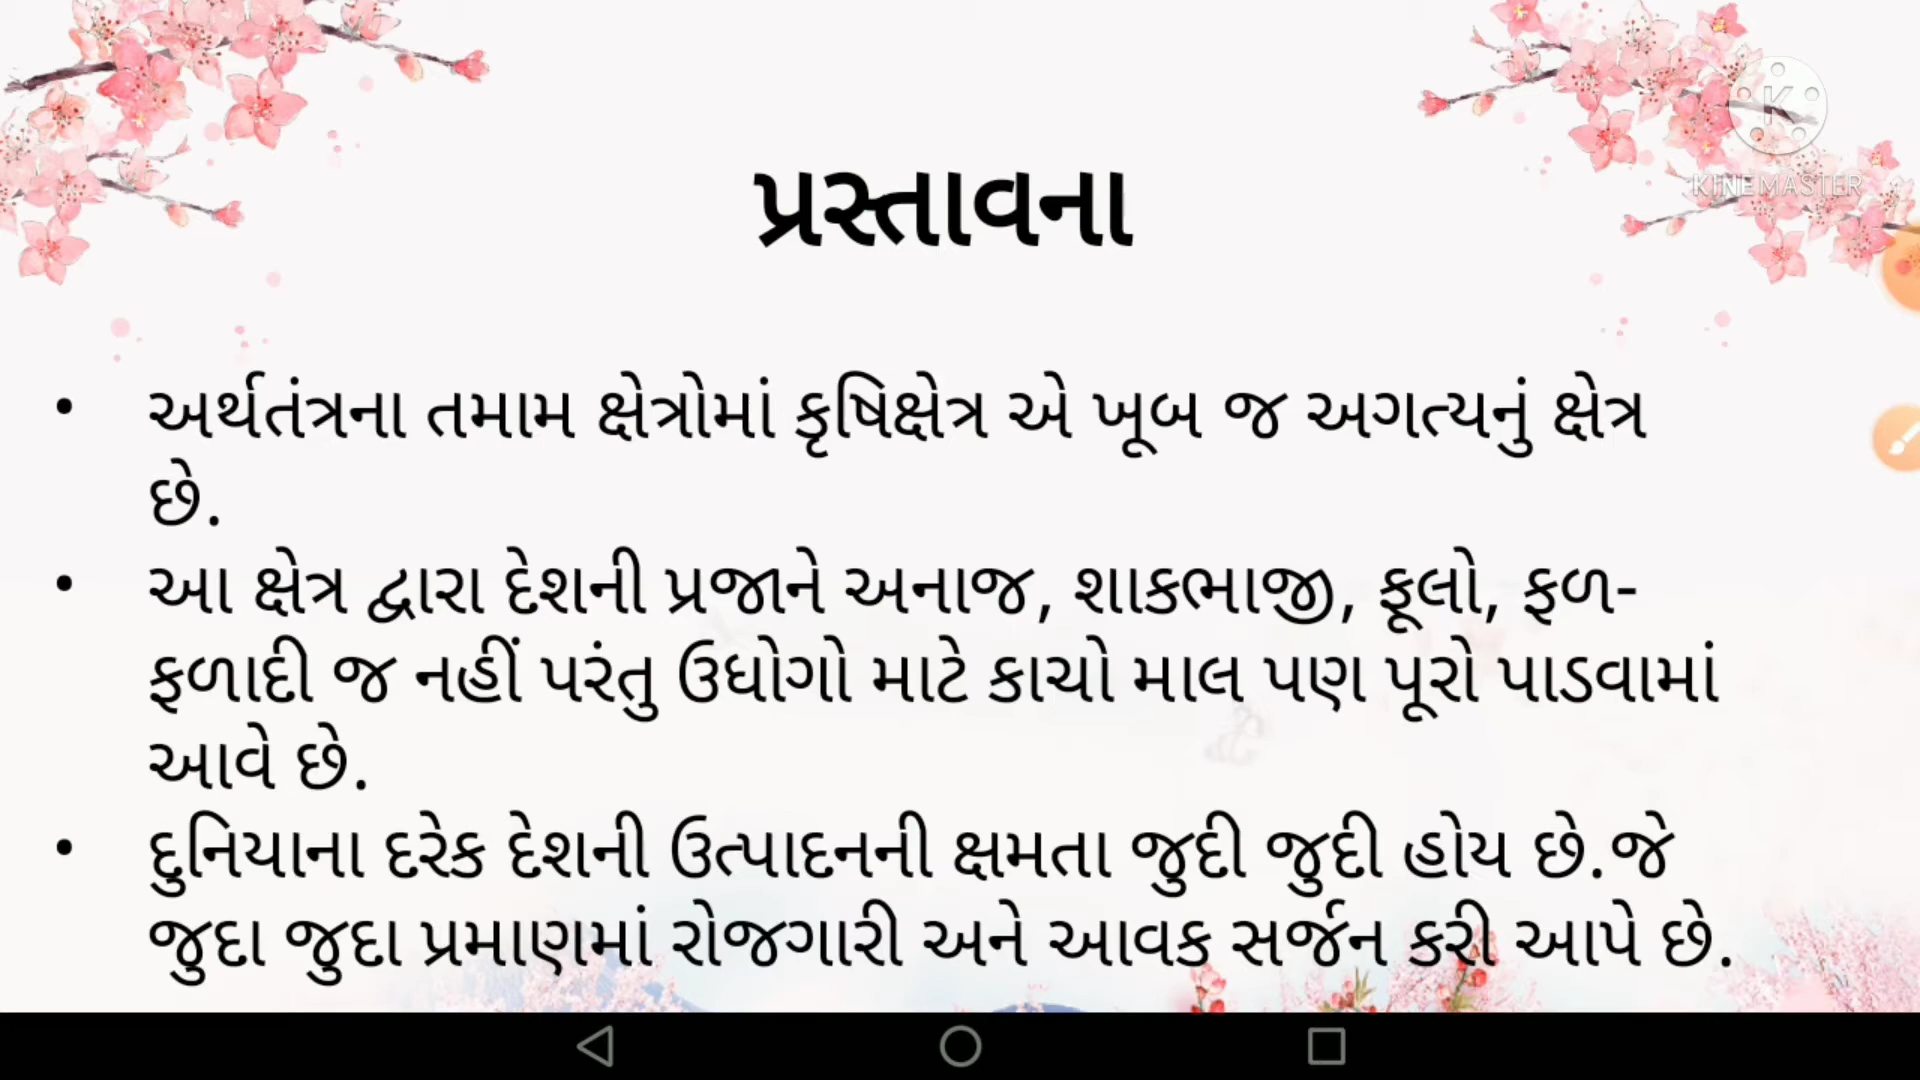 KINEMASTER
પ્રસ્તાવના
• અર્થતંત્રના તમામ ક્ષેત્રોમાં કૃષિક્ષેત્ર એ ખૂબ જ અગત્યનું ક્ષેત્ર
છે.
• આ ક્ષેત્ર દ્વારા દેશની પ્રજાને અનાજ, શાકભાજી, ફૂલો, ફળ-
ફળાદી જ નહીં પરંતુ ઉધોગો માટે કાચો માલ પણ પૂરો પાડવામાં
આવે છે.
• દુનિયાના દરેક દેશની ઉત્પાદનની ક્ષમતા જુદી જુદી હોય છે.જે
જુદા જુદા પ્રમાણમાં રોજગારી અને આવક સર્જન કરી આપે છે.